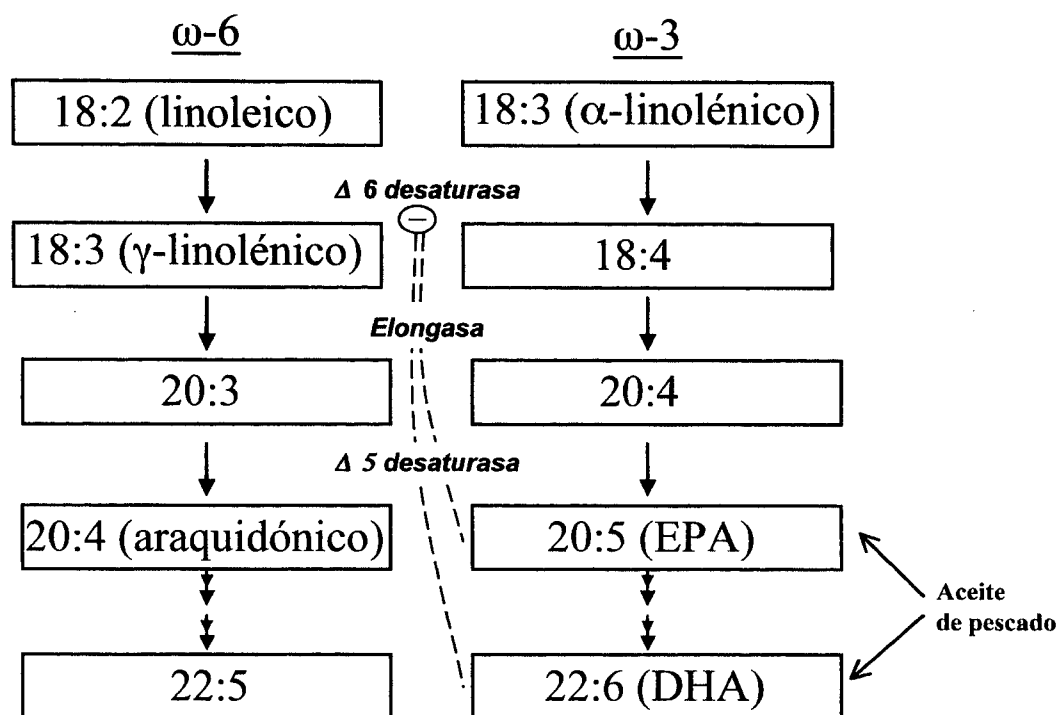 ω-6
ω-3
18:2 (linoleico)
18:3 (α-linolénico)
Δ 6 desaturasa
−
18:3 (γ-linolénico)
18:4
Elongasa
20:3
20:4
Δ 5 desaturasa
20:4 (araquidónico)
20:5 (EPA)
Aceite
de pescado
22:5
22:6 (DHA)